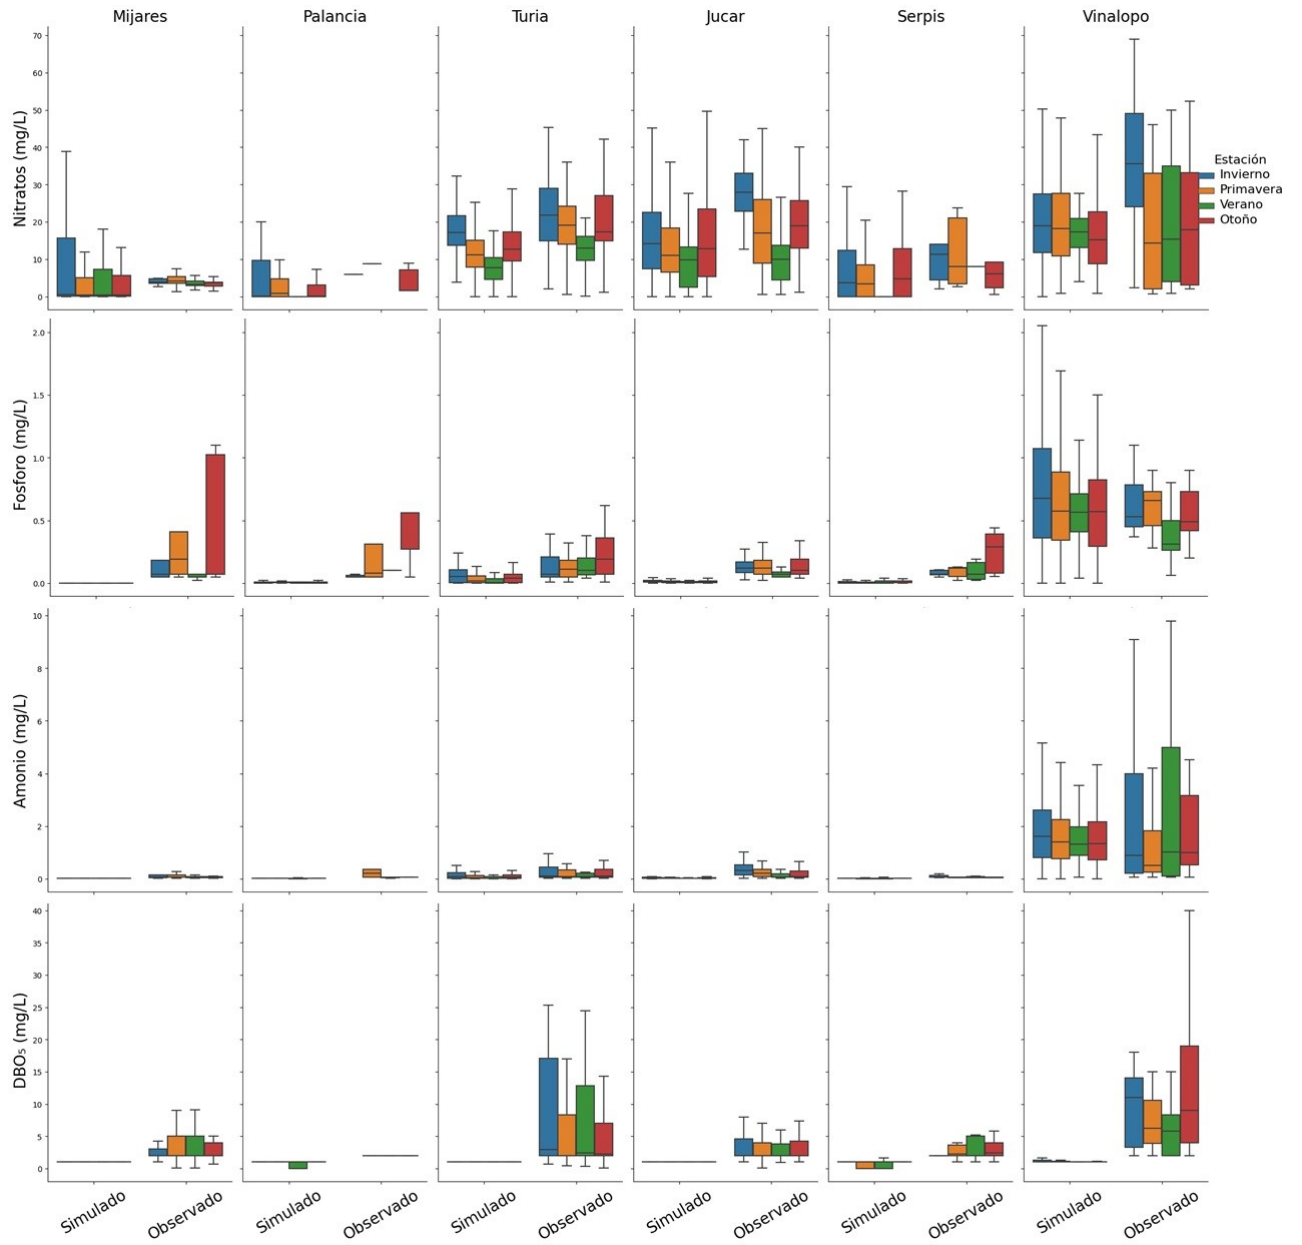 Mijares
Palancia
Turia
Jucar
Serpis
Vinalopo
Nitratos (mg/L)
70
60
50
40
30
20
10
0
Estación
Invierno
Primavera
Verano
Otoño
Fosforo (mg/L)
2.0
1.5
1.0
0.5
0.0
Amonio (mg/L)
10
8
6
4
2
0
DBO₅ (mg/L)
40
35
30
25
20
15
10
5
0
Simulado
Observado
Simulado
Observado
Simulado
Observado
Simulado
Observado
Simulado
Observado
Simulado
Observado